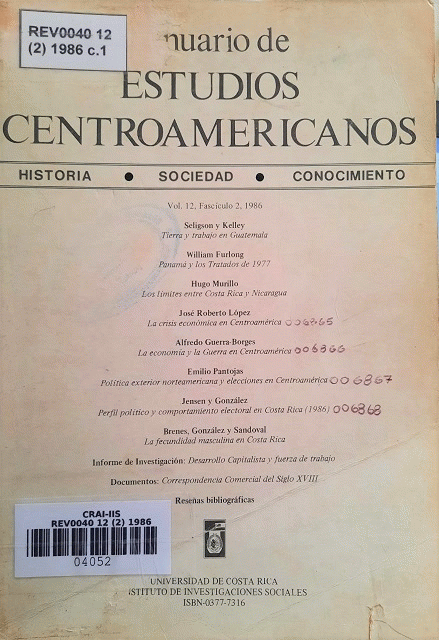 REV0040 12
(2) 1986 c.1
nuario de
ESTUDIOS
CENTROAMERICANOS
HISTORIA • SOCIEDAD • CONOCIMIENTO
Vol. 12, Fascículo 2, 1986
Seligson y Kelley
Tierra y trabajo en Guatemala
William Furlong
Panamá y los Tratados de 1977
Hugo Murillo
Los límites entre Costa Rica y Nicaragua
José Roberto López
La crisis económica en Centroamérica 006865
Alfredo Guerra-Borges
La economía y la Guerra en Centroamérica 006866
Emilio Pantojas
Política exterior norteamericana y elecciones en Centroamérica 006867
Jensen y González
Perfil político y comportamiento electoral en Costa Rica (1986) 006868
Brenes, González y Sandoval
La fecundidad masculina en Costa Rica
Informe de Investigación: Desarrollo Capitalista y fuerza de trabajo
Documentos: Correspondencia Comercial del Siglo XVIII
Reseñas bibliográficas
CRAI-IIS
REV0040 12 (2) 1986
04052
UNIVERSIDAD DE COSTA RICA
NSTITUTO DE INVESTIGACIONES SOCIALES
ISBN-0377-7316